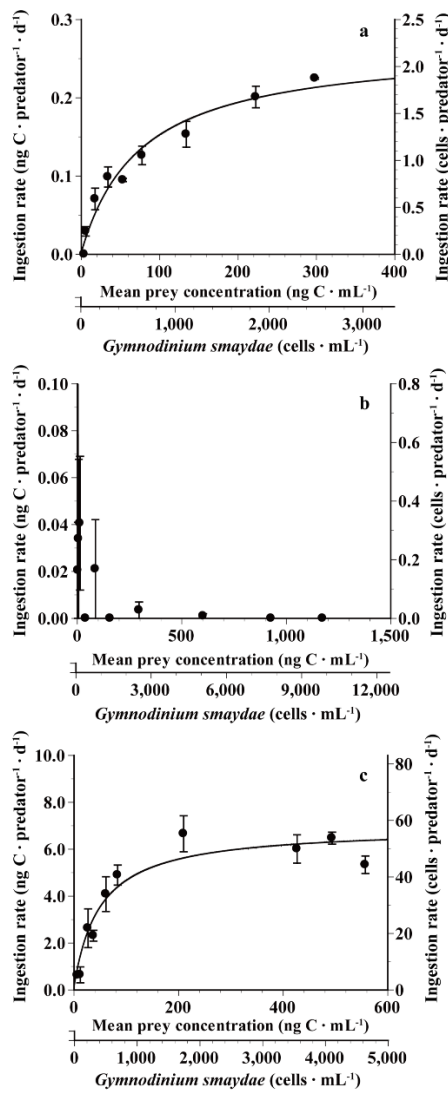 a
Ingestion rate (ng C · predator⁻¹ · d⁻¹)
0.3
0.2
0.1
0.0
Ingestion rate (cells · predator⁻¹ · d⁻¹)
2.5
2.0
1.5
1.0
0.5
0.0
0 100 200 300 400
Mean prey concentration (ng C · mL⁻¹)
0 1,000 2,000 3,000
Gymnodinium smaydae (cells · mL⁻¹)
b
Ingestion rate (ng C · predator⁻¹ · d⁻¹)
0.10
0.08
0.06
0.04
0.02
0.00
Ingestion rate (cells · predator⁻¹ · d⁻¹)
0.8
0.6
0.4
0.2
0.0
0 500 1,000 1,500
Mean prey concentration (ng C · mL⁻¹)
0 3,000 6,000 9,000 12,000
Gymnodinium smaydae (cells · mL⁻¹)
c
Ingestion rate (ng C · predator⁻¹ · d⁻¹)
10.0
8.0
6.0
4.0
2.0
0.0
Ingestion rate (cells · predator⁻¹ · d⁻¹)
80
60
40
20
0
0 200 400 600
Mean prey concentration (ng C · mL⁻¹)
0 1,000 2,000 3,000 4,000 5,000
Gymnodinium smaydae (cells · mL⁻¹)